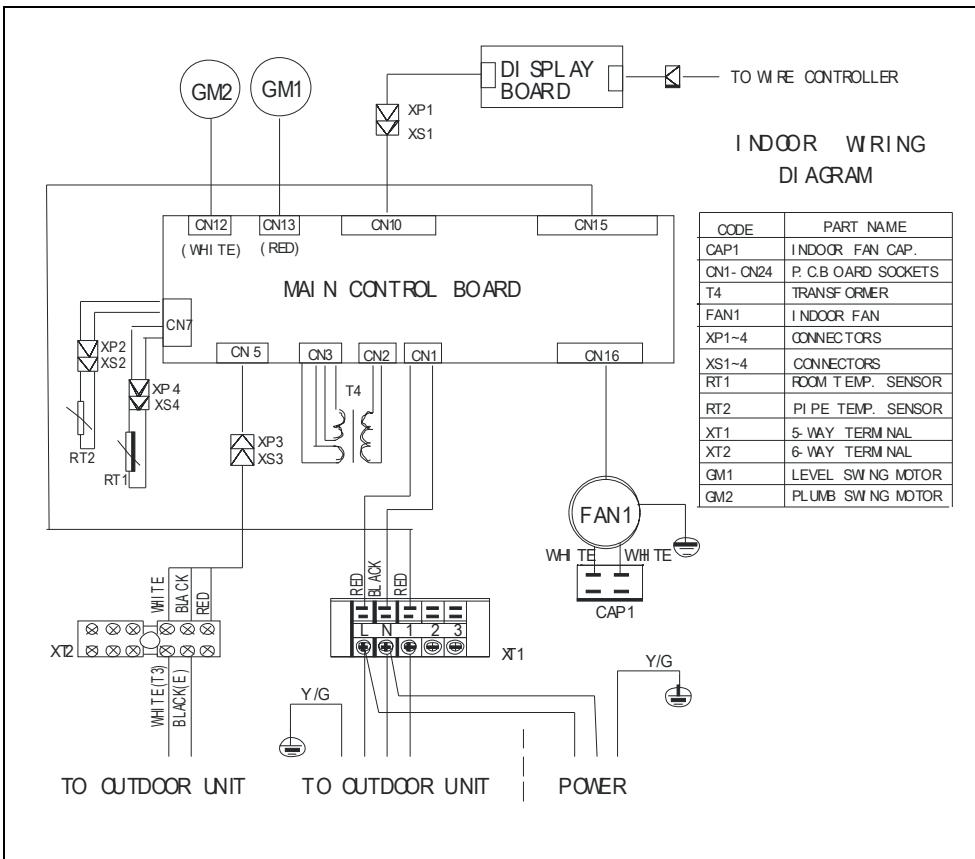 GM2
GM1
DISPLAY
BOARD
TO WIRE CONTROLLER
XP1
XS1
INDOOR WIRING
DIAGRAM
CN12
CN13
CN10
CN15
(WHITE)
(RED)
MAIN CONTROL BOARD
CN7
CN5
CN3
CN2
CN1
CN16
CODE PART NAME
CAP1 INDOOR FAN CAP.
CN1-CN24 P.C.BOARD SOCKETS
T4 TRANSFORMER
FAN1 INDOOR FAN
XP1~4 CONNECTORS
XS1~4 CONNECTORS
RT1 ROOM TEMP. SENSOR
RT2 PIPE TEMP. SENSOR
XT1 5-WAY TERMINAL
XT2 6-WAY TERMINAL
GM1 LEVEL SWING MOTOR
GM2 PLUMB SWING MOTOR
XP2
XS2
XP4
XS4
T4
XP3
XS3
RT2
RT1
FAN1
WHITE
WHITE
CAP1
WHITE
BLACK
RED
RED
BLACK
RED
L N 1 2 3
XT2
XT1
WHITE(T3)
BLACK(E)
Y/G
Y/G
TO OUTDOOR UNIT
TO OUTDOOR UNIT
POWER